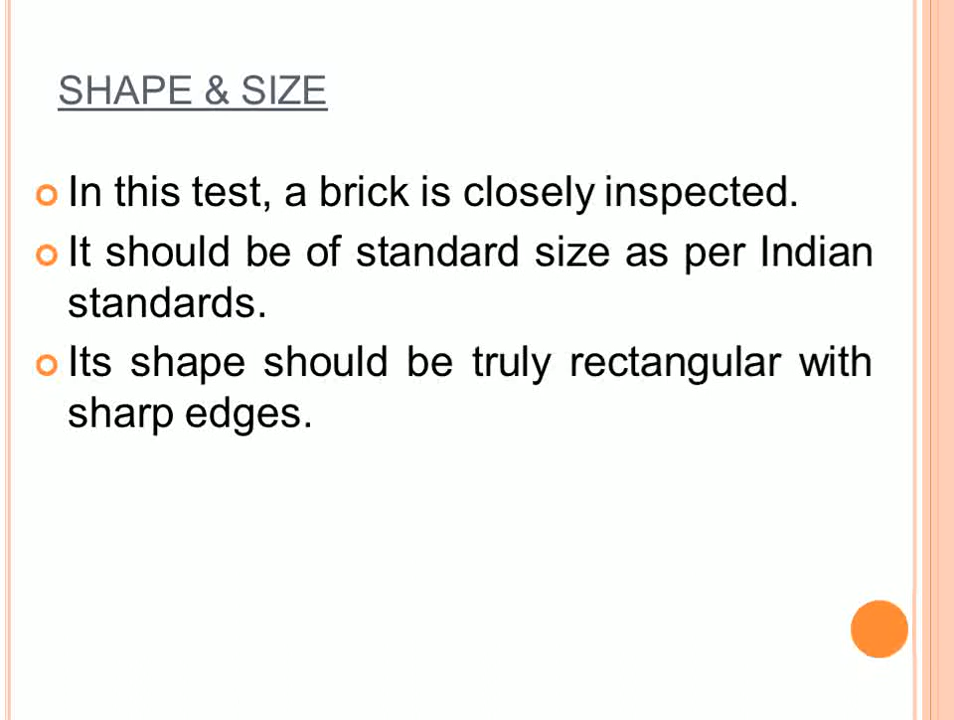 SHAPE & SIZE
In this test, a brick is closely inspected.
It should be of standard size as per Indian
standards.
Its shape should be truly rectangular with
sharp edges.